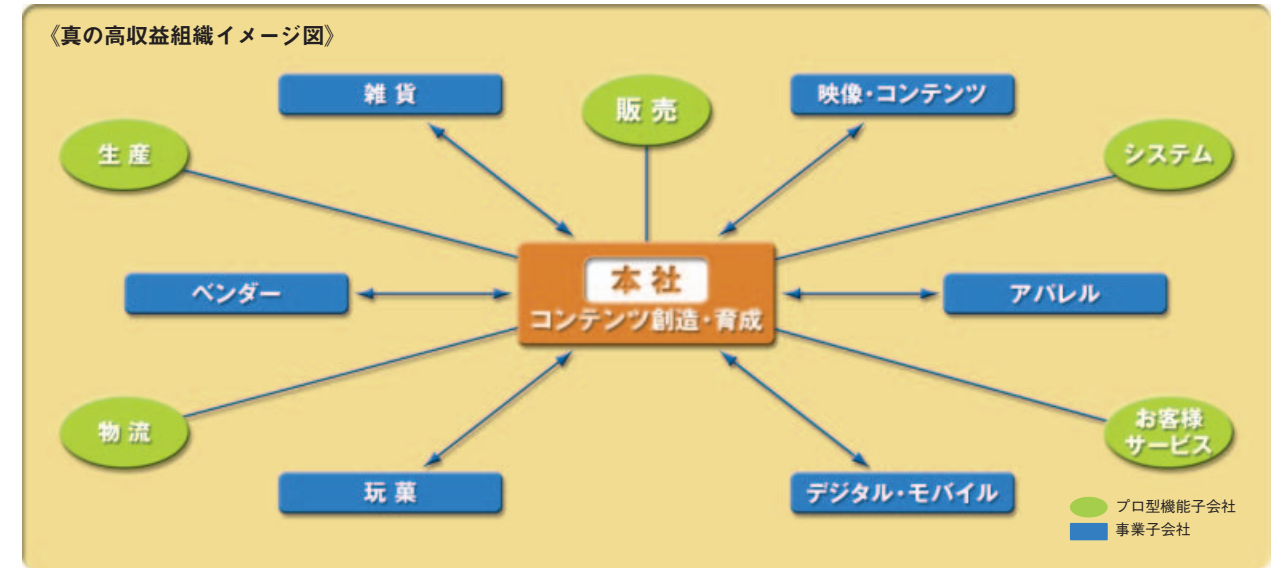 《真の高収益組織イメージ図》
雑貨
販売
映像・コンテンツ
生産
システム
本社
コンテンツ創造・育成
ベンダー
アパレル
物流
お客様
サービス
玩菓
デジタル・モバイル
プロ型機能子会社
事業子会社